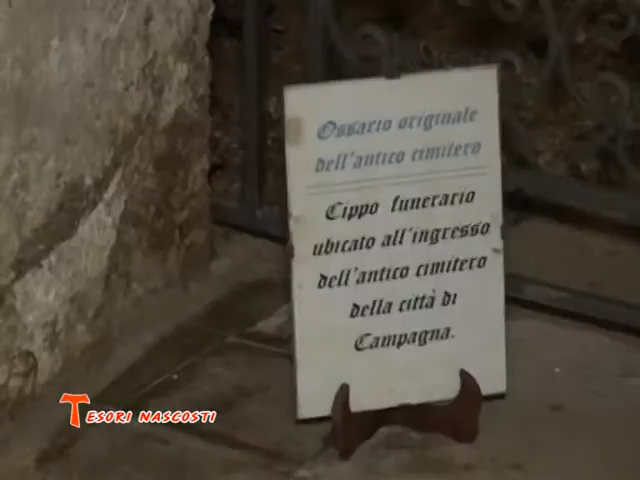 Ossario originale
dell'antico cimitero
Cippo funerario
ubicato all'ingresso
dell'antico cimitero
della città di
Campagna.
TESORI NASCOSTI